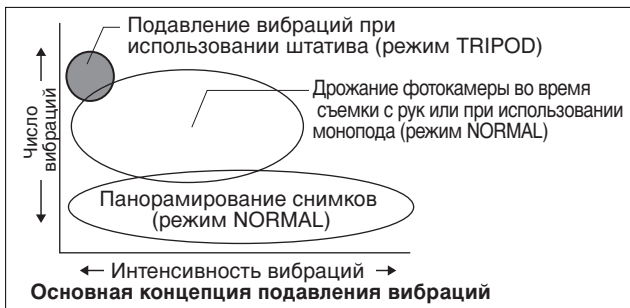 Подавление вибраций при
использовании штатива (режим TRIPOD)
Дрожание фотокамеры во время
съемки с рук или при использовании
монопода (режим NORMAL)
Число
вибраций
Панорамирование снимков
(режим NORMAL)
Интенсивность вибраций
Основная концепция подавления вибраций